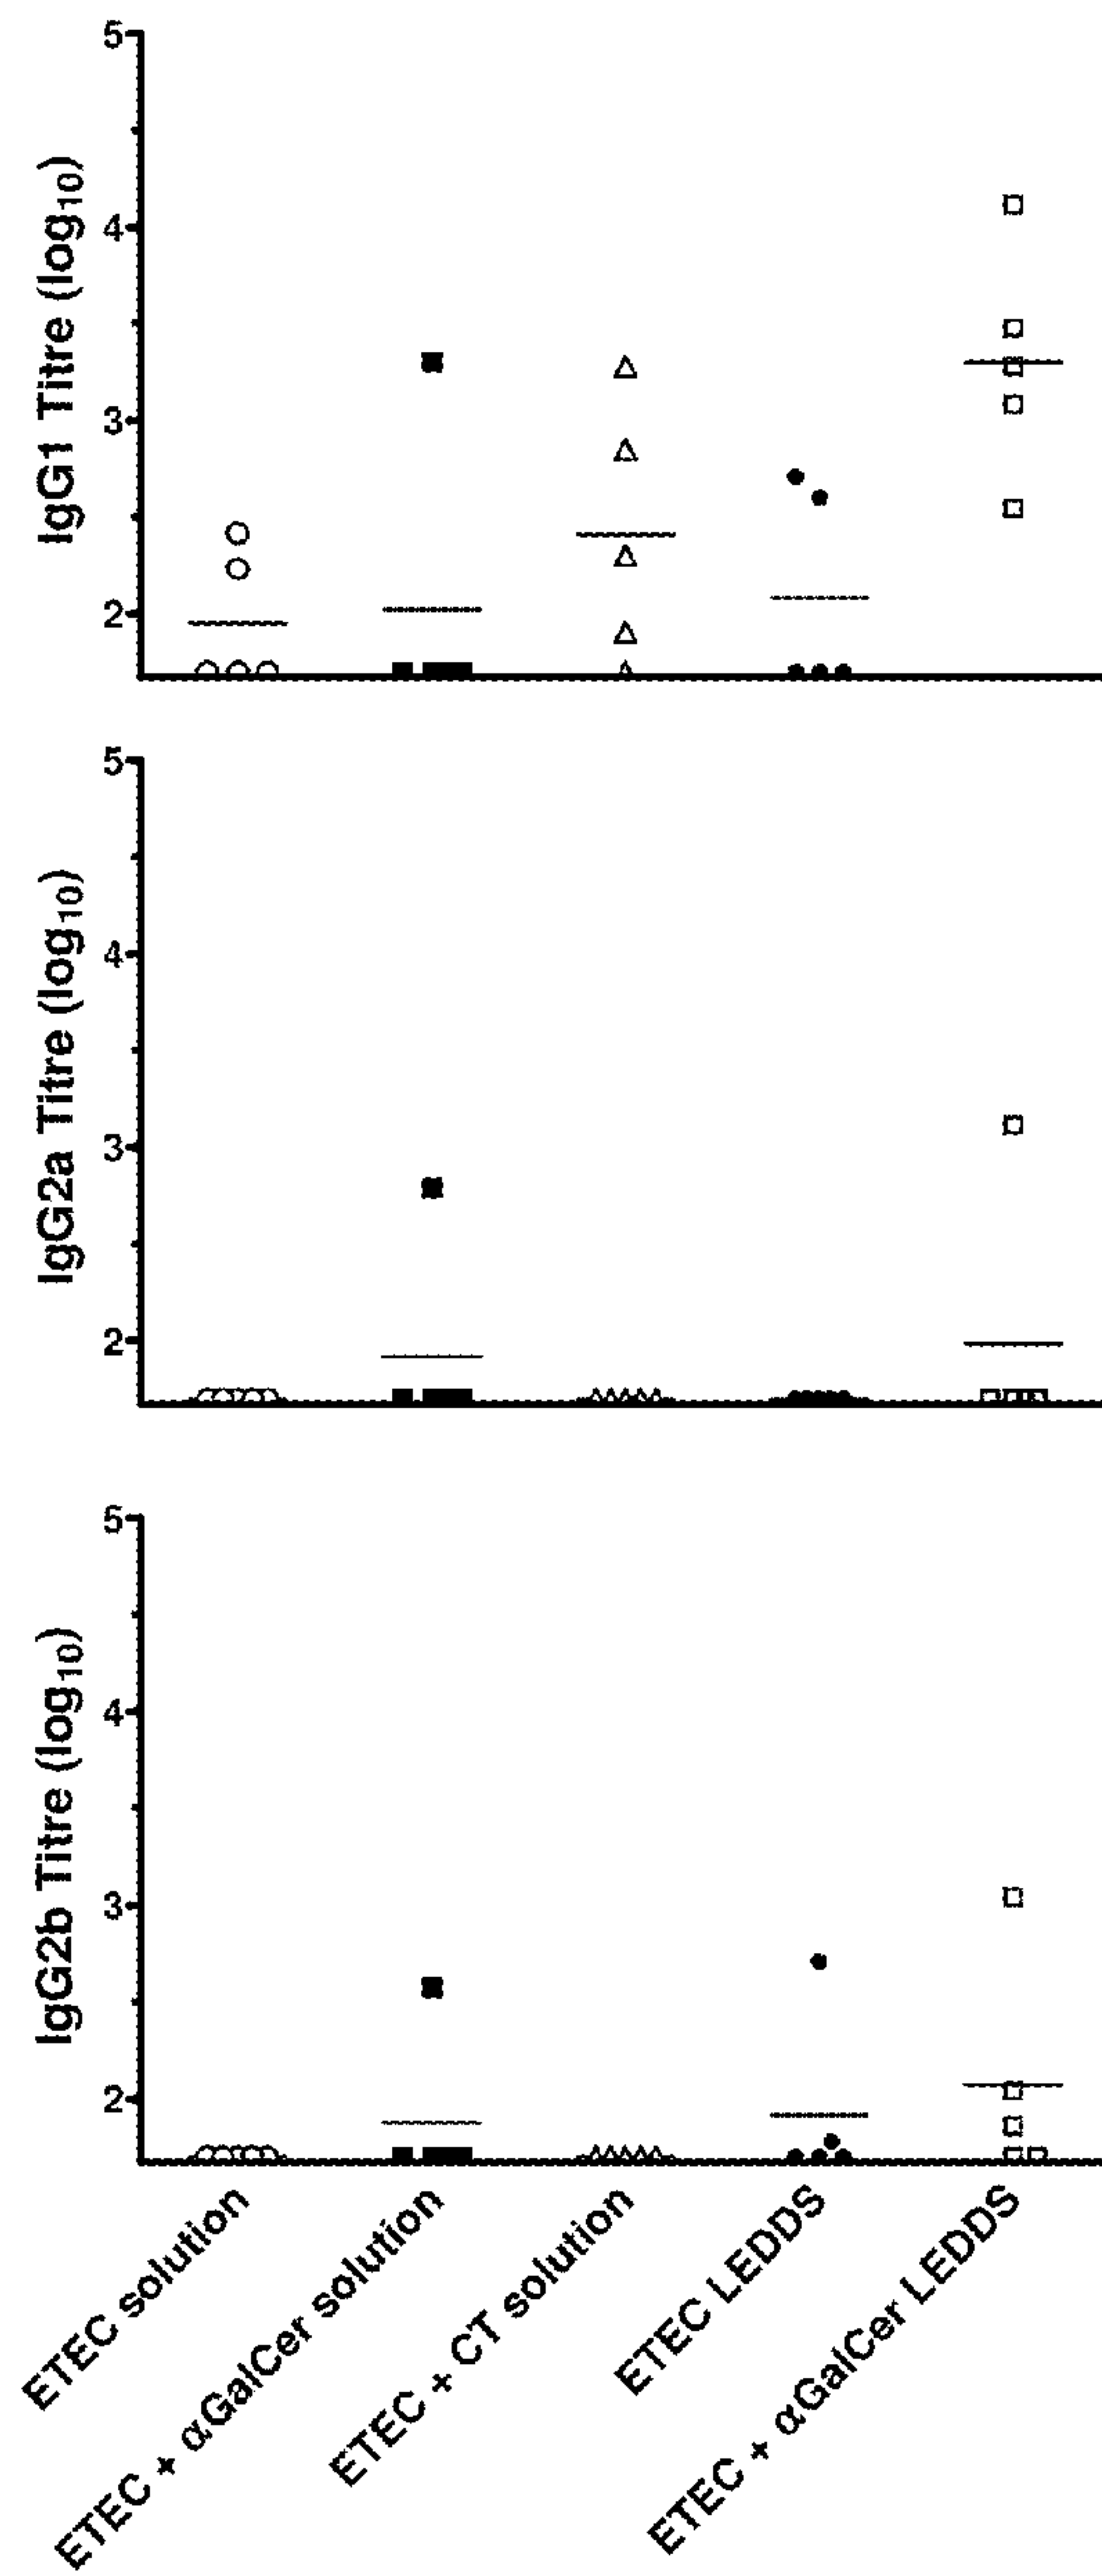 IgG1 Titre (log10)
5
4
3
2
IgG2a Titre (log10)
5
4
3
2
IgG2b Titre (log10)
5
4
3
2
ETEC solution
ETEC + αGalCer solution
ETEC + CT solution
ETEC LEDDS
ETEC + αGalCer LEDDS